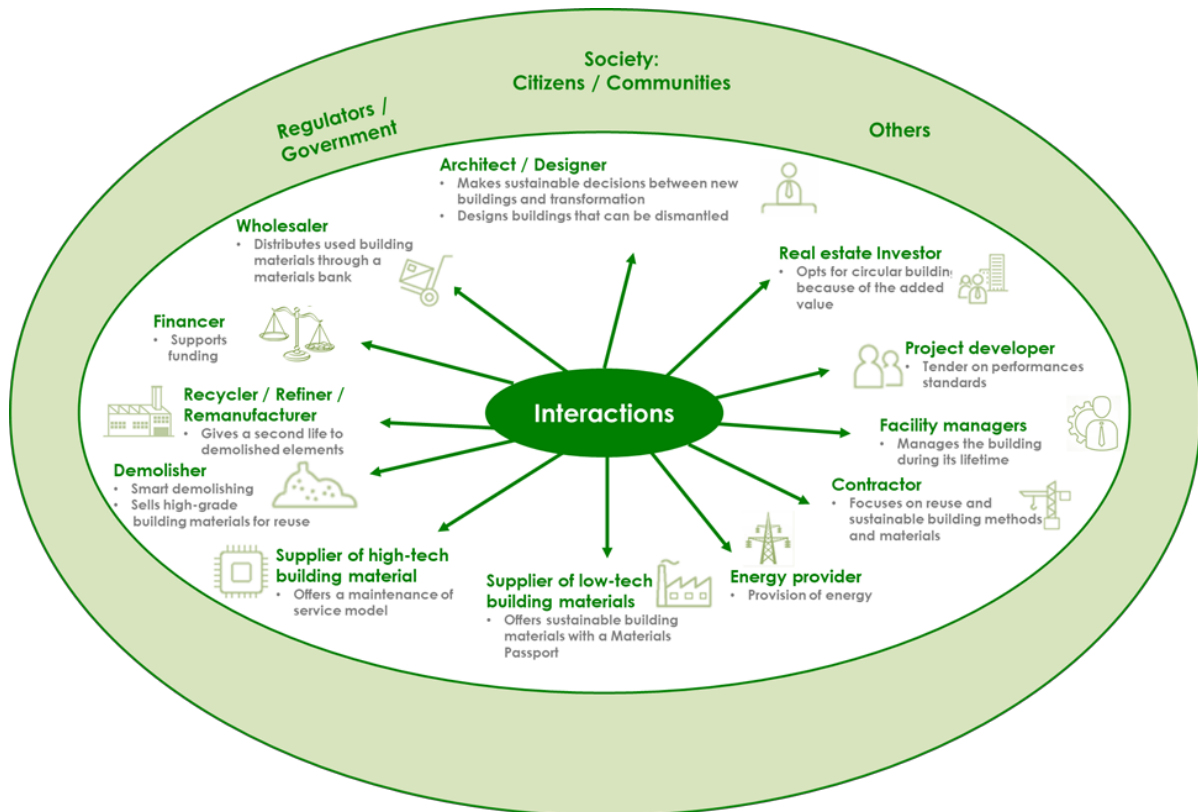 Society:
Citizens / Communities
Regulators /
Government
Others
Architect / Designer
• Makes sustainable decisions between new
buildings and transformation
• Designs buildings that can be dismantled
Wholesaler
• Distributes used building
materials through a
materials bank
Real estate Investor
• Opts for circular building
because of the added
value
Financer
• Supports
funding
Project developer
• Tender on performances
standards
Recycler / Refiner /
Remanufacturer
• Gives a second life to
demolished elements
Interactions
Facility managers
• Manages the building
during its lifetime
Demolisher
• Smart demolishing
• Sells high-grade
building materials for reuse
Contractor
• Focuses on reuse and
sustainable building methods
and materials
Supplier of high-tech
building material
• Offers a maintenance of
service model
Supplier of low-tech
building materials
• Offers sustainable building
materials with a Materials
Passport
Energy provider
• Provision of energy